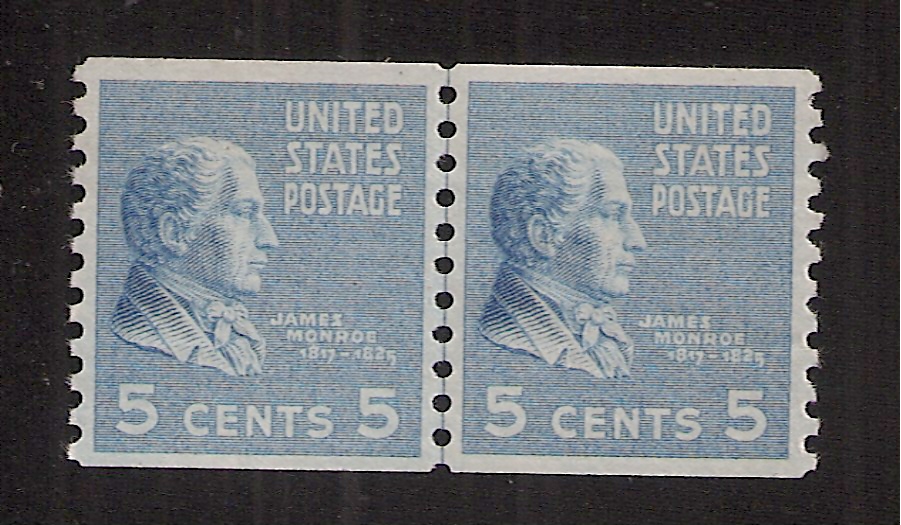 UNITED
STATES
POSTAGE
JAMES
MONROE
1817-1825
5 CENTS 5
UNITED
STATES
POSTAGE
JAMES
MONROE
1817-1825
5 CENTS 5